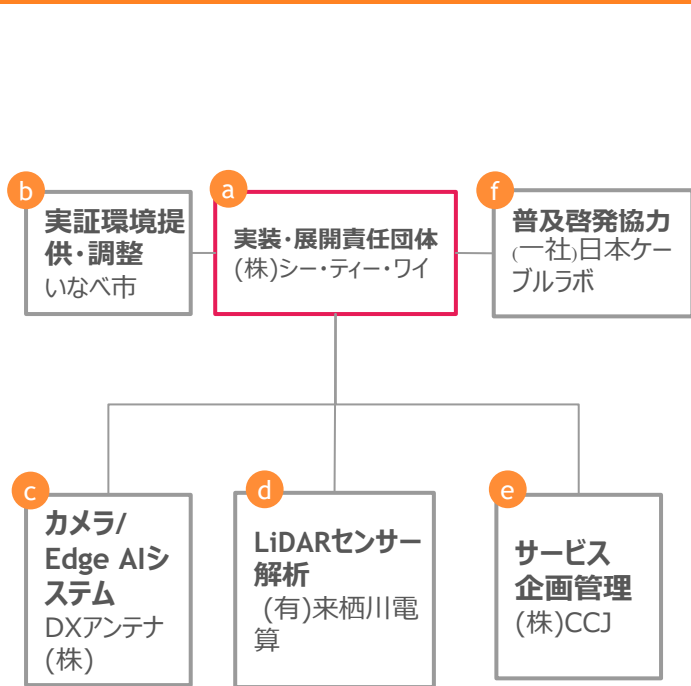 b
実証環境提
供・調整
いなべ市
a
実装・展開責任団体
(株)シー・ティー・ワイ
f
普及啓発協力
(一社)日本ケー
ブルラボ
c
カメラ/
Edge AIシ
ステム
DXアンテナ
(株)
d
LiDARセンサー
解析
(有)来栖川電
算
e
サービス
企画管理
(株)CCJ